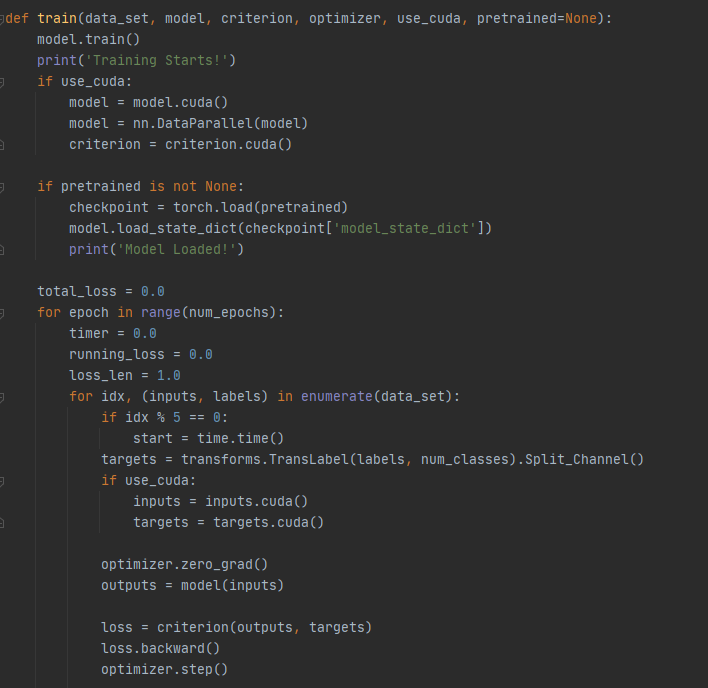 def train(data_set, model, criterion, optimizer, use_cuda, pretrained=None):
    model.train()
    print('Training Starts!')
    if use_cuda:
        model = model.cuda()
        model = nn.DataParallel(model)
        criterion = criterion.cuda()

    if pretrained is not None:
        checkpoint = torch.load(pretrained)
        model.load_state_dict(checkpoint['model_state_dict'])
        print('Model Loaded!')

    total_loss = 0.0
    for epoch in range(num_epochs):
        timer = 0.0
        running_loss = 0.0
        loss_len = 1.0
        for idx, (inputs, labels) in enumerate(data_set):
            if idx % 5 == 0:
                start = time.time()
            targets = transforms.TransLabel(labels, num_classes).Split_Channel()
            if use_cuda:
                inputs = inputs.cuda()
                targets = targets.cuda()

            optimizer.zero_grad()
            outputs = model(inputs)

            loss = criterion(outputs, targets)
            loss.backward()
            optimizer.step()